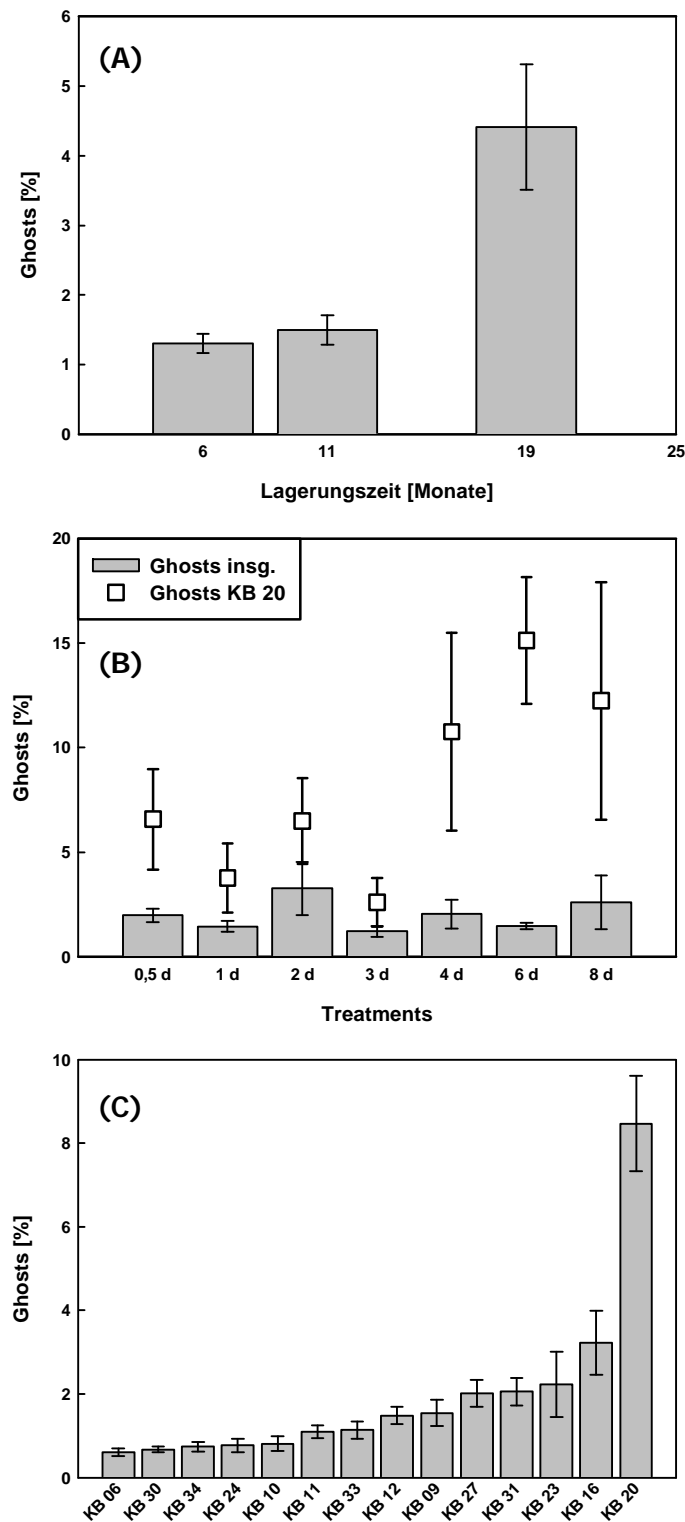 6
(A)
5
4
Ghosts [%]
3
2
1
0
6 11 19 25
Lagerungszeit [Monate]
20
Ghosts insg.
Ghosts KB 20
15
(B)
Ghosts [%]
10
5
0
0,5 d 1 d 2 d 3 d 4 d 6 d 8 d
Treatments
10
(C)
8
6
Ghosts [%]
4
2
0
KB 06 KB 30 KB 34 KB 24 KB 10 KB 11 KB 33 KB 12 KB 09 KB 27 KB 31 KB 23 KB 16 KB 20